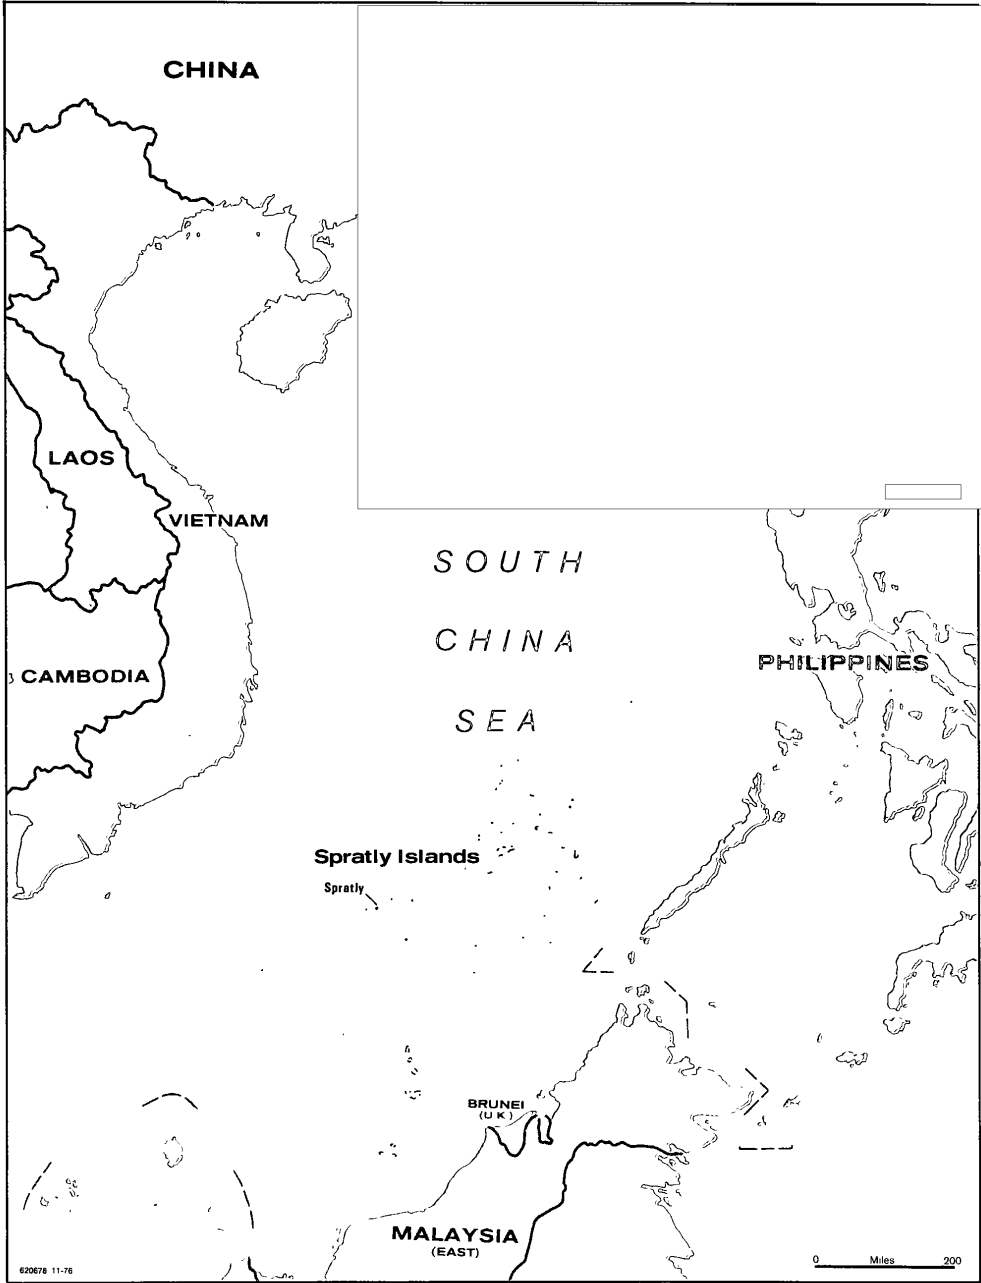 CHINA
LAOS
VIETNAM
SOUTH
CHINA
SEA
PHILIPPINES
CAMBODIA
Spratly Islands
Spratly
BRUNEI
(U K)
MALAYSIA
(EAST)
0 Miles 200
620678 11-76